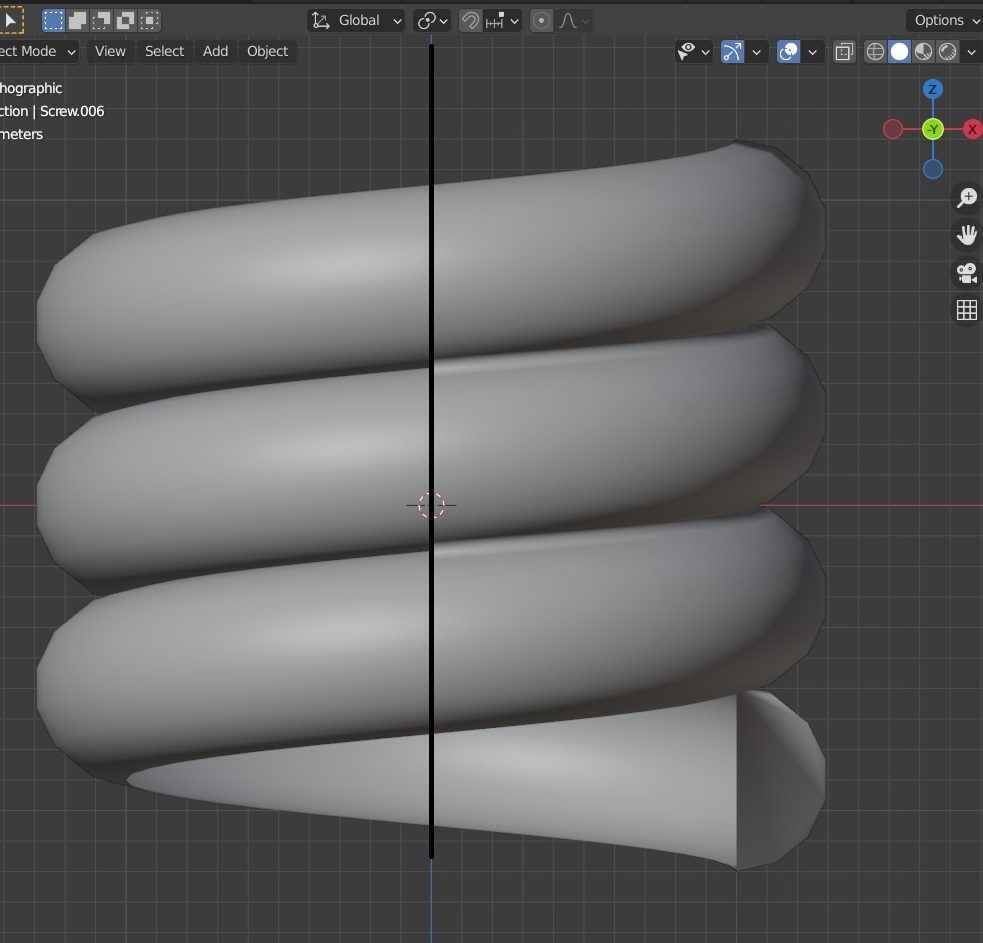 Global
Options
ect Mode View Select Add Object
hographic
ction | Screw.006
meters
Z
-Y
X